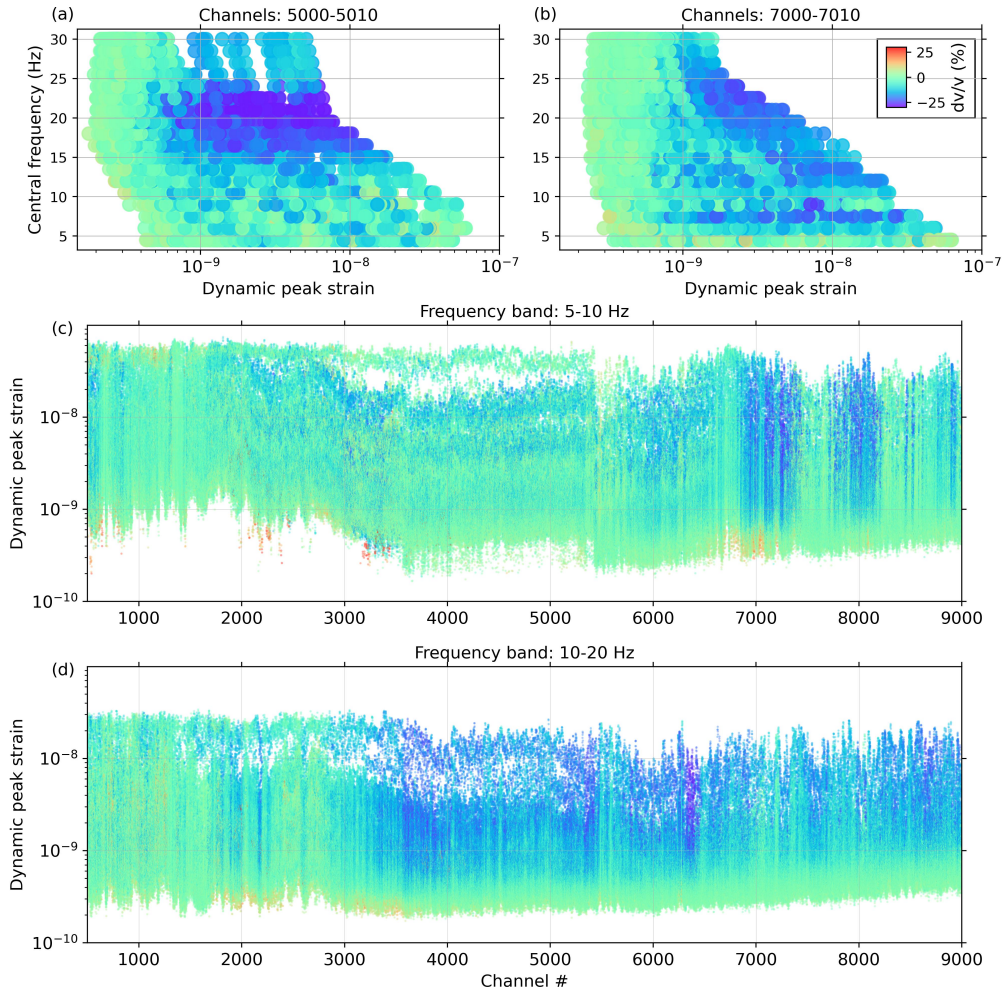 (a)
Channels: 5000-5010
(b)
Channels: 7000-7010
30
25
20
15
10
5
Central frequency (Hz)
10⁻⁹
10⁻⁸
10⁻⁷
Dynamic peak strain
30
25
20
15
10
5
10⁻⁹
10⁻⁸
10⁻⁷
Dynamic peak strain
25
0
−25
dv/v (%)
(c)
Frequency band: 5-10 Hz
10⁻⁸
10⁻⁹
10⁻¹⁰
Dynamic peak strain
1000 2000 3000 4000 5000 6000 7000 8000 9000
(d)
Frequency band: 10-20 Hz
10⁻⁸
10⁻⁹
10⁻¹⁰
Dynamic peak strain
1000 2000 3000 4000 5000 6000 7000 8000 9000
Channel #